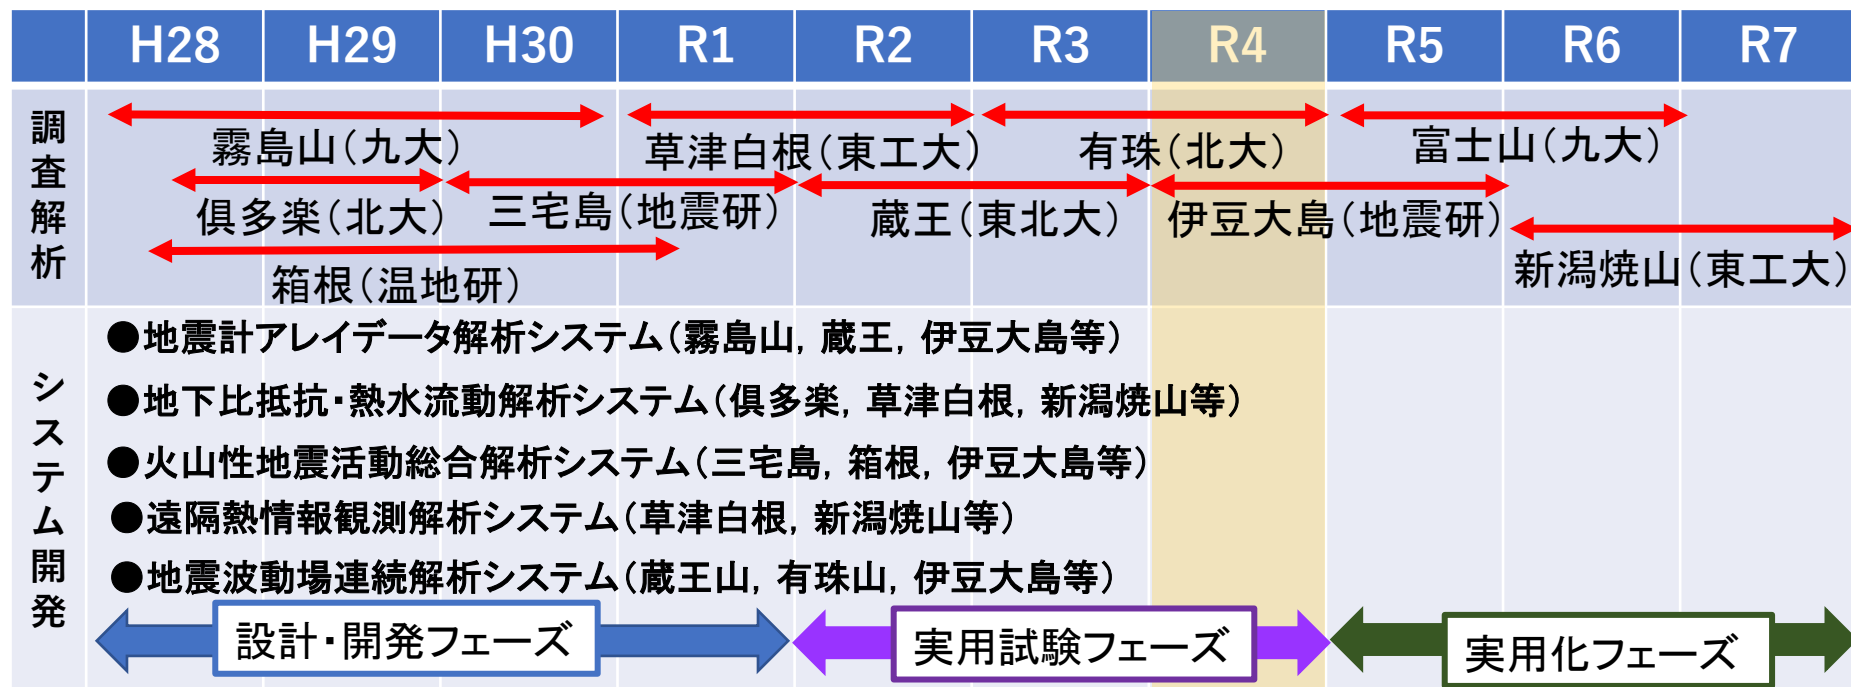 H28 H29 H30 R1 R2 R3 R4 R5 R6 R7
調査解析
霧島山(九大) 草津白根(東工大) 有珠(北大) 富士山(九大)
倶多楽(北大) 三宅島(地震研) 蔵王(東北大) 伊豆大島(地震研)
箱根(温地研) 新潟焼山(東工大)
システム開発
●地震計アレイデータ解析システム(霧島山, 蔵王, 伊豆大島等)
●地下比抵抗・熱水流動解析システム(倶多楽, 草津白根, 新潟焼山等)
●火山性地震活動総合解析システム(三宅島, 箱根, 伊豆大島等)
●遠隔熱情報観測解析システム(草津白根, 新潟焼山等)
●地震波動場連続解析システム(蔵王山, 有珠山, 伊豆大島等)
設計・開発フェーズ 実用試験フェーズ 実用化フェーズ